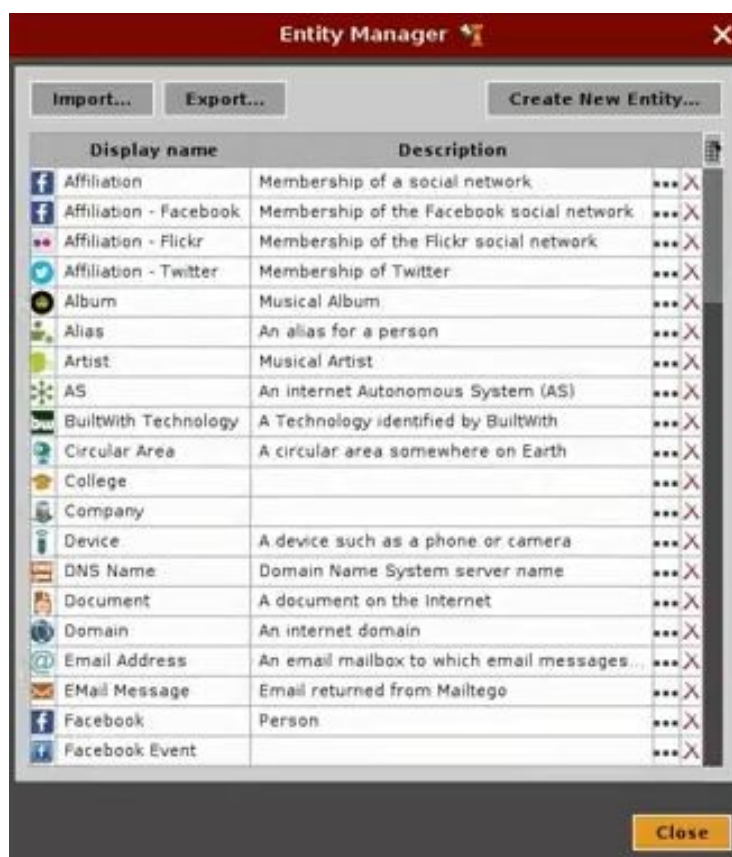 Entity Manager
Import... Export... Create New Entity...
Display name Description
Affiliation Membership of a social network
Affiliation - Facebook Membership of the Facebook social network
Affiliation - Flickr Membership of the Flickr social network
Affiliation - Twitter Membership of Twitter
Album Musical Album
Alias An alias for a person
Artist Musical Artist
AS An internet Autonomous System (AS)
BuiltWith Technology A Technology identified by BuiltWith
Circular Area A circular area somewhere on Earth
College
Company
Device A device such as a phone or camera
DNS Name Domain Name System server name
Document A document on the Internet
Domain An internet domain
Email Address An email mailbox to which email messages...
EMail Message Email returned from Mailtego
Facebook Person
Facebook Event
Close